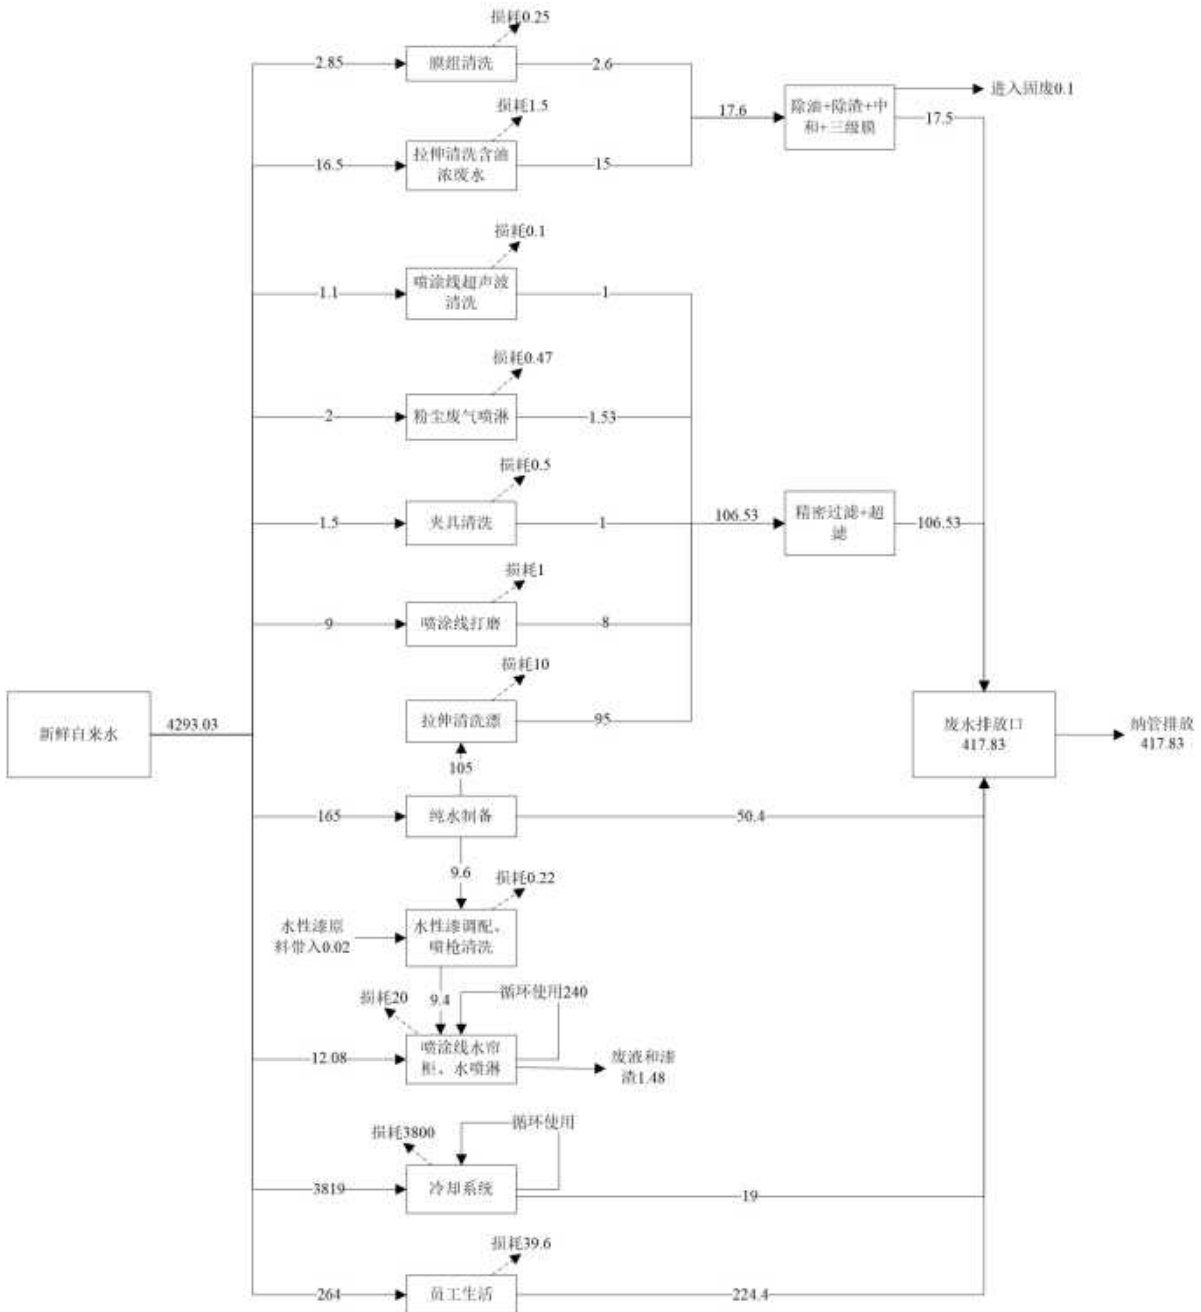 损耗0.25
2.85
膜组清洗
2.6
进入固废0.1
损耗1.5
17.6
除油+除渣+中
和+三级膜
17.5
16.5
拉伸清洗含油
浓废水
15
损耗0.1
1.1
喷涂线超声波
清洗
1
损耗0.47
2
粉尘废气喷淋
1.53
损耗0.5
1.5
夹具清洗
1
106.53
精密过滤+超
滤
106.53
损耗1
9
喷涂线打磨
8
损耗10
新鲜自来水
4293.03
拉伸清洗漂
95
废水排放口
417.83
纳管排放
417.83
105
165
纯水制备
50.4
9.6
损耗0.22
水性漆原
料带入0.02
水性漆调配、
喷枪清洗
损耗20
9.4
循环使用240
12.08
喷涂线水帘
柜、水喷淋
废液和漆
渣1.48
损耗3800
循环使用
3819
冷却系统
19
损耗39.6
264
员工生活
224.4